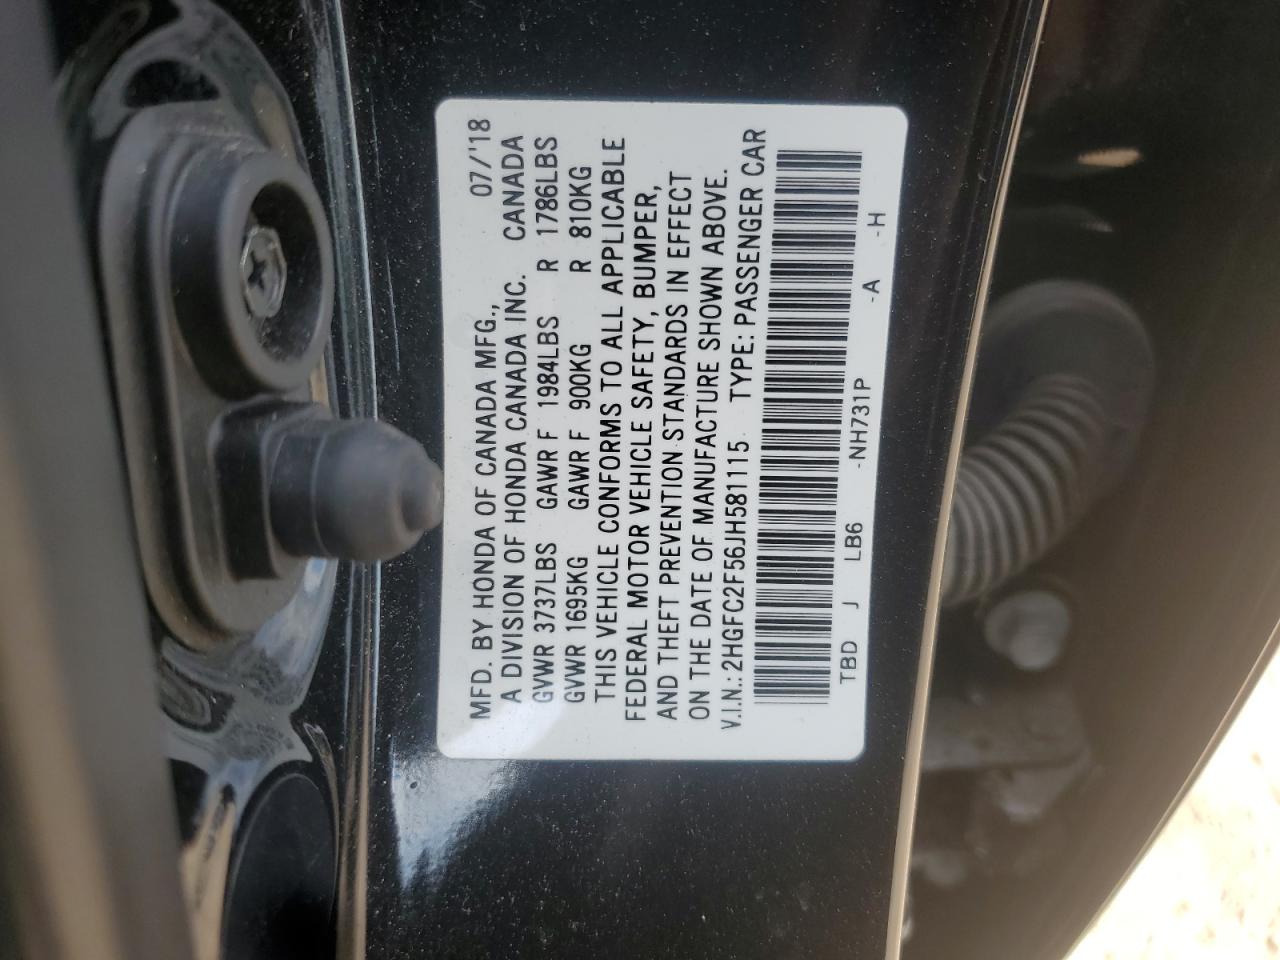 07/'18
MFD. BY HONDA OF CANADA MFG.,
A DIVISION OF HONDA CANADA INC. CANADA
GVWR 3737LBS GAWR F 1984LBS R 1786LBS
GVWR 1695KG GAWR F 900KG R 810KG
THIS VEHICLE CONFORMS TO ALL APPLICABLE
FEDERAL MOTOR VEHICLE SAFETY, BUMPER,
AND THEFT PREVENTION STANDARDS IN EFFECT
ON THE DATE OF MANUFACTURE SHOWN ABOVE.
V.I.N.: 2HGFC2F56JH581115 TYPE: PASSENGER CAR
TBD J LB6 -NH731P -A -H